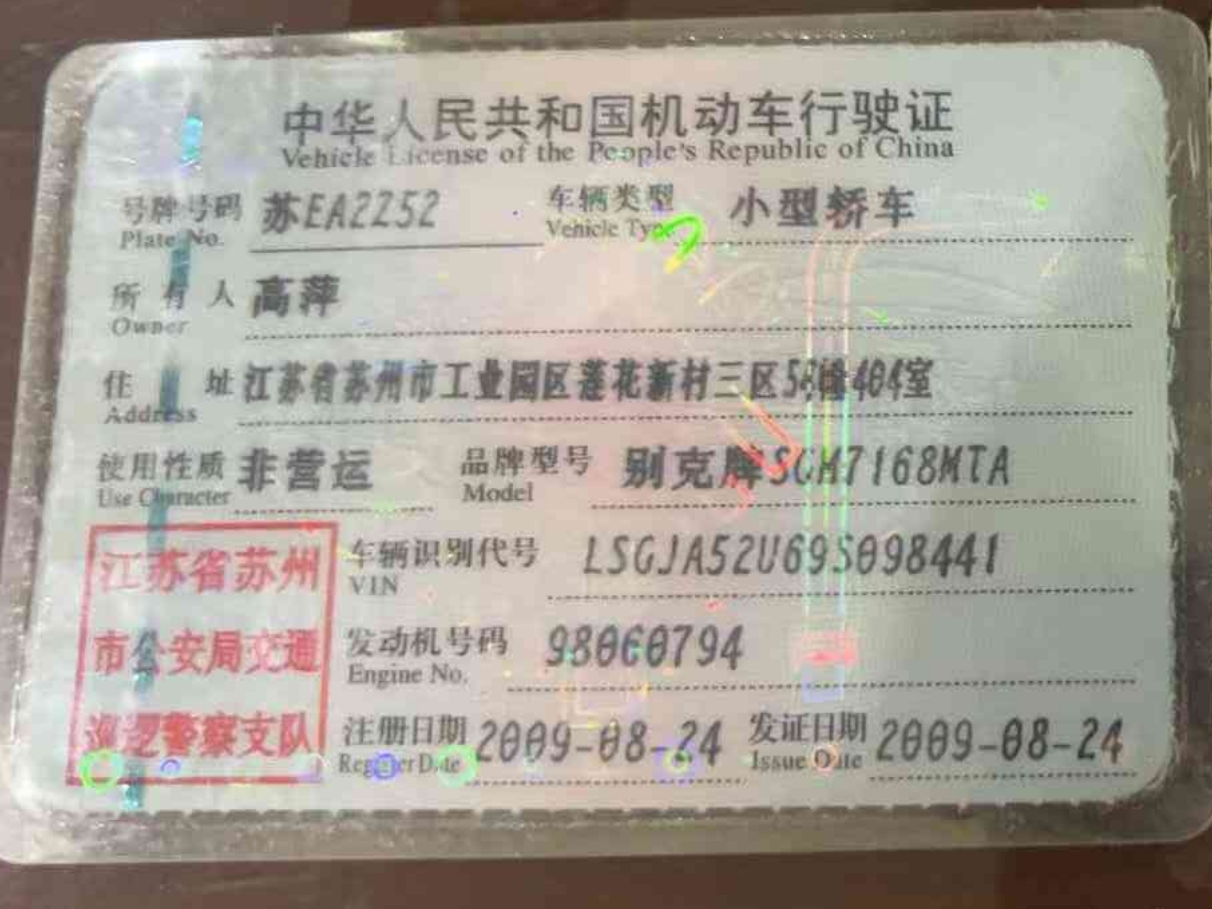 中华人民共和国机动车行驶证
Vehicle License of the People's Republic of China
号牌号码 苏EA2Z52 车辆类型 小型轿车
Plate No. Vehicle Type
所有人 高萍
Owner
住址 江苏省苏州市工业园区莲花新村三区 404室
Address
使用性质 非营运 品牌型号 别克牌SGM7168MTA
Use Character Model
江苏省苏州
市公安局交通
巡逻警察支队
车辆识别代号 LSGJA52U69S098441
VIN
发动机号码 98060794
Engine No.
注册日期 2009-08-24 发证日期 2009-08-24
Register Date Issue Date